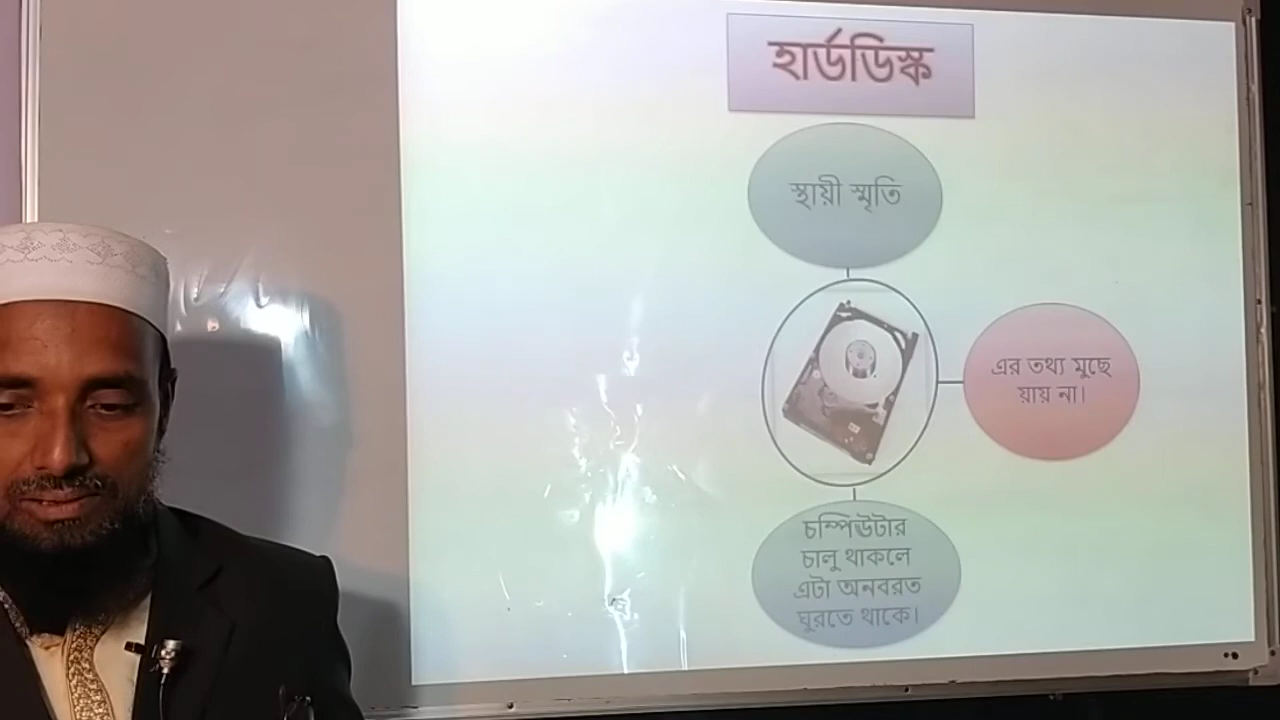 হার্ডডিস্ক
স্থায়ী স্মৃতি
এর তথ্য মুছে
যায় না।
চম্পিউটার
চালু থাকলে
এটা অনবরত
ঘুরতে থাকে।